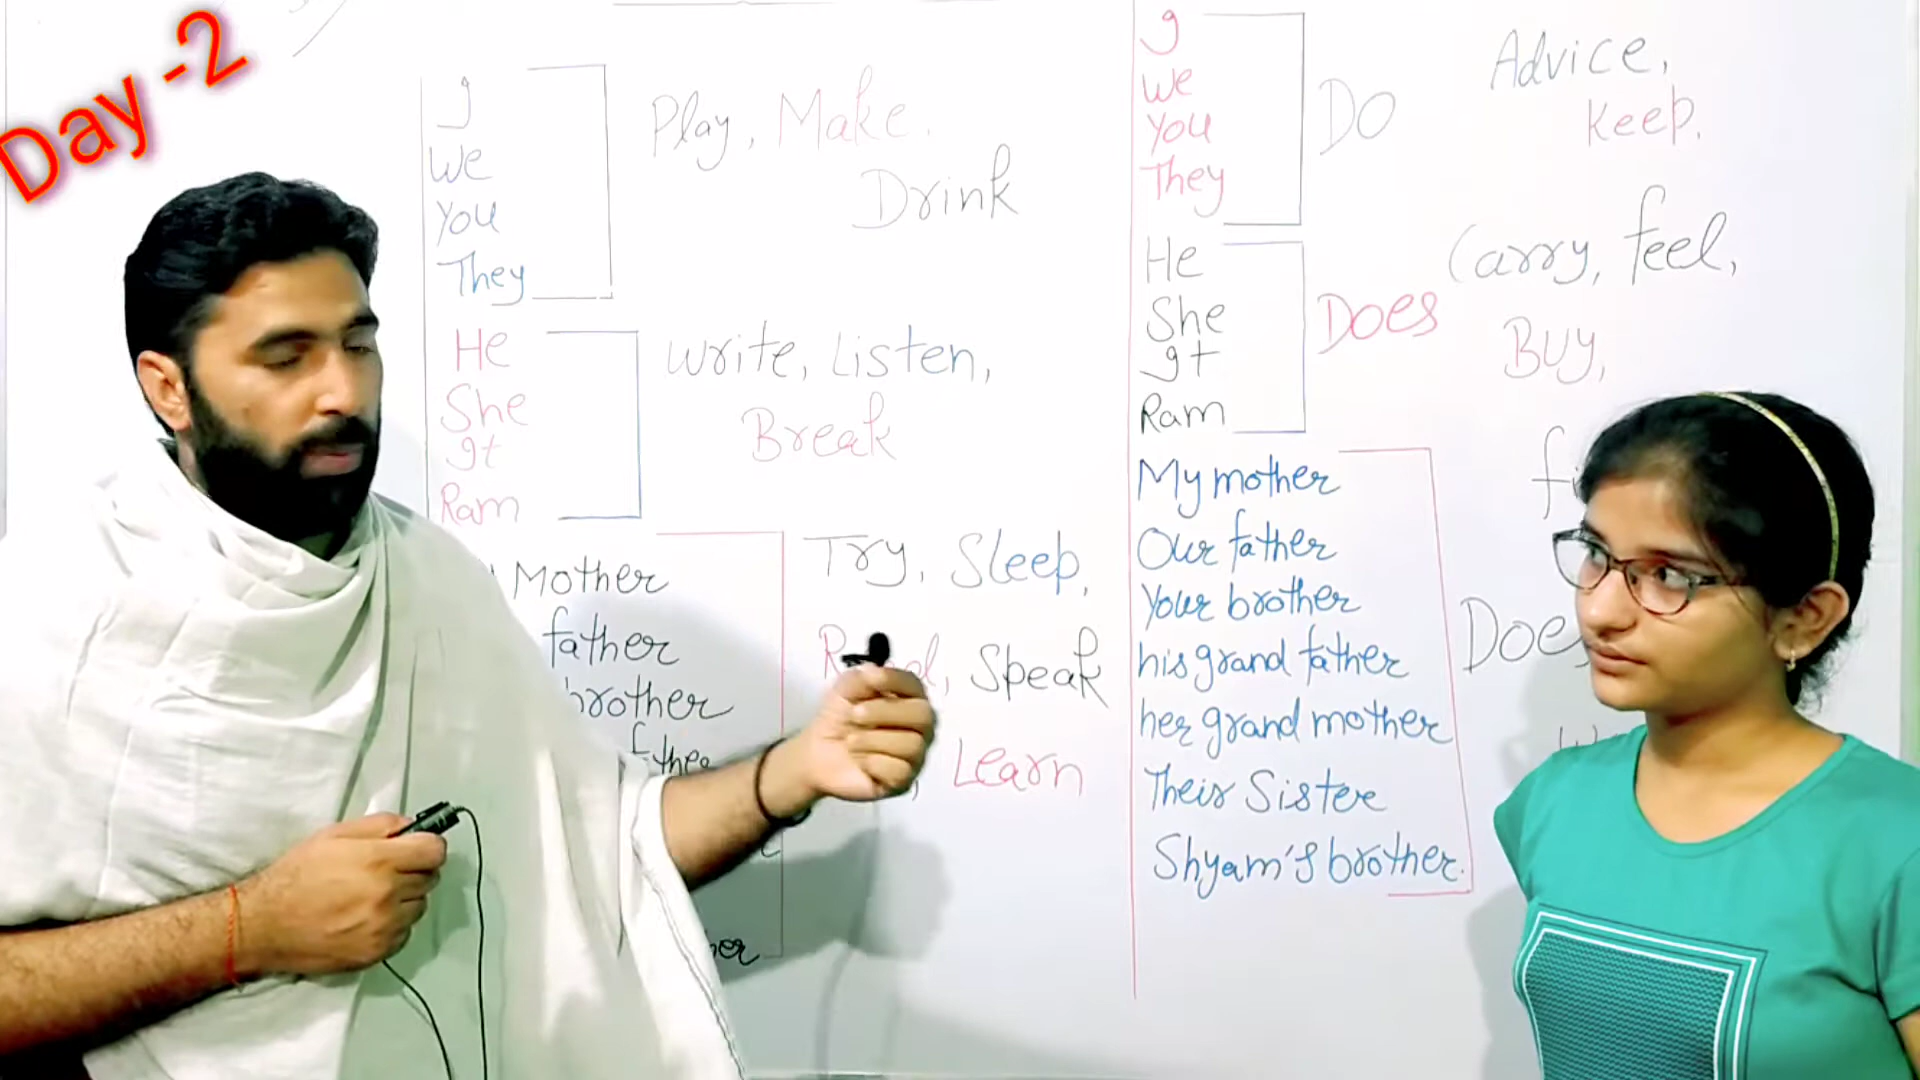 Day -2
I
We
You
They
Play, Make,
Drink
He
She
It
Ram
Write, Listen,
Break
Mother
father
brother
Try, Sleep,
Speak
Learn
I
We
You
They
DO
Advice,
Keep,
He
She
It
Ram
DOES
Carry, feel,
BUY,
My mother
Our father
Your brother
his grand father
her grand mother
Their Sister
Shyam's brother.